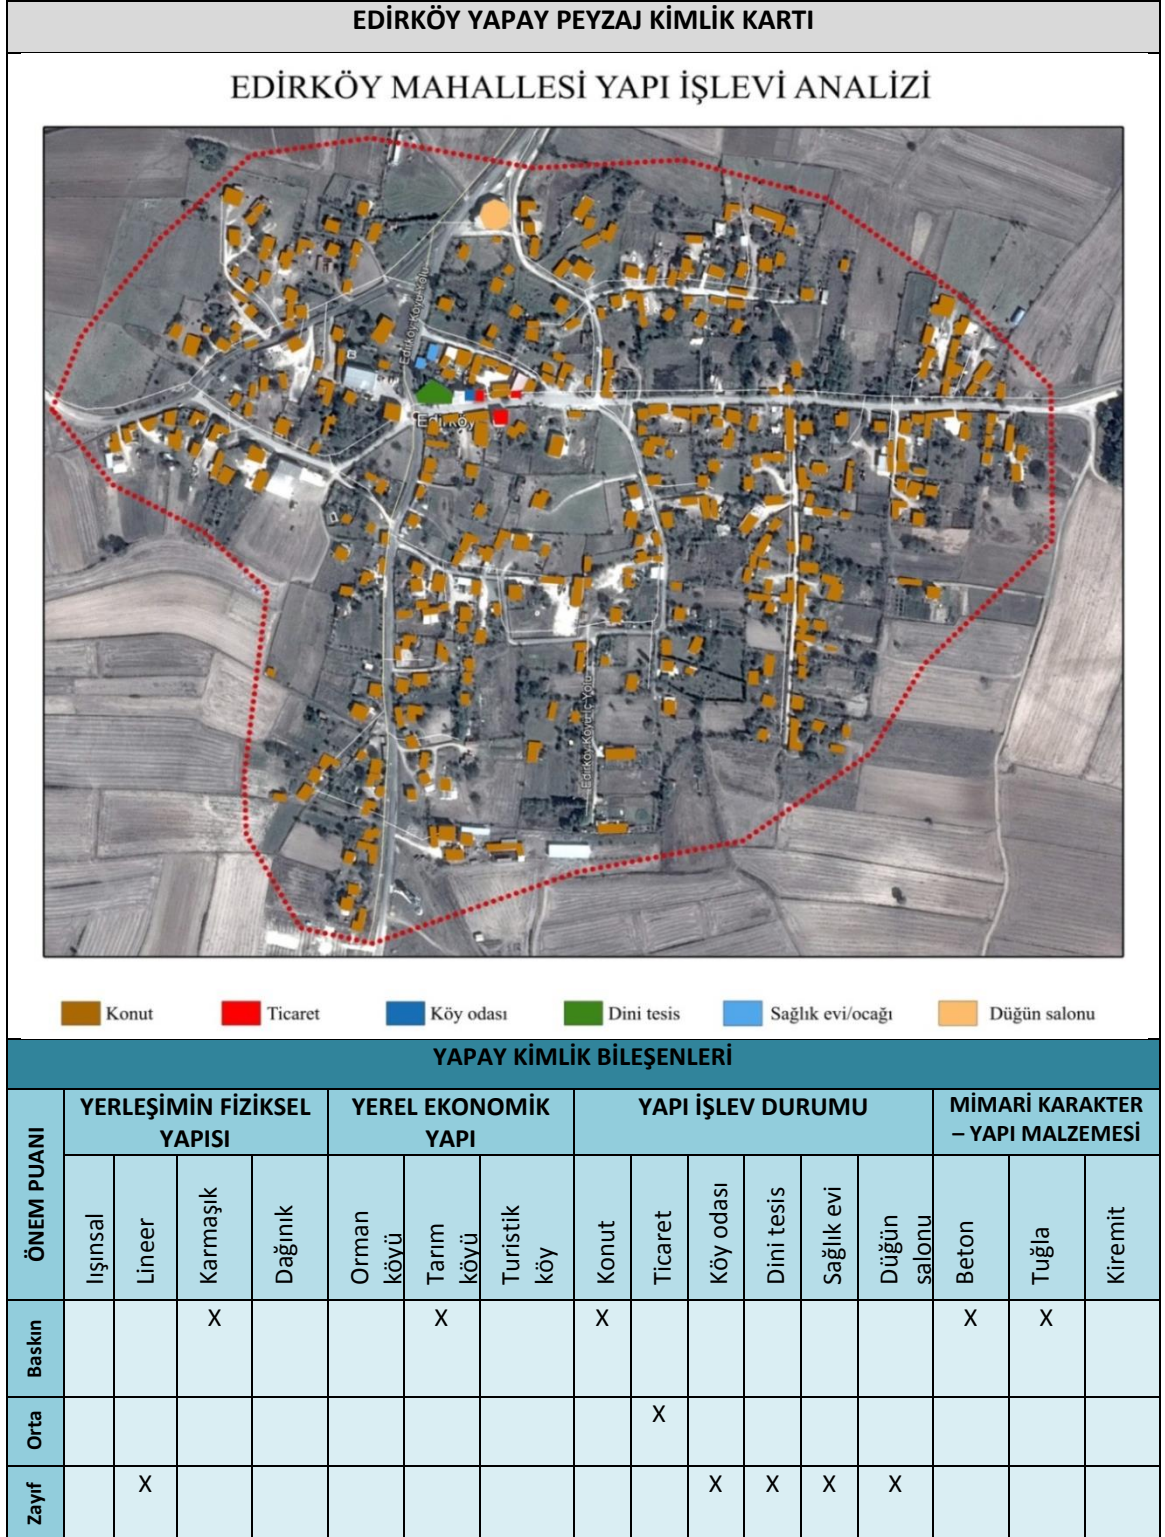 EDİRKÖY YAPAY PEYZAJ KİMLİK KARTI
EDİRKÖY MAHALLESİ YAPI İŞLEVİ ANALİZİ
Edirköy Köyü Yolu
Edirköy
Edirköy Köyü İç Yolu
Konut
Ticaret
Köy odası
Dini tesis
Sağlık evi/ocağı
Düğün salonu
YAPAY KİMLİK BİLEŞENLERİ
ÖNEM PUANI
YERLEŞİMİN FİZİKSEL
YAPISI
YEREL EKONOMİK
YAPI
YAPI İŞLEV DURUMU
MİMARİ KARAKTER
– YAPI MALZEMESİ
Iışınsal
Lineer
Karmaşık
Dağınık
Orman
köyü
Tarım
köyü
Turistik
köy
Konut
Ticaret
Köy odası
Dini tesis
Sağlık evi
Düğün
salonu
Beton
Tuğla
Kiremit
Baskın
X X X X X
Orta
X
Zayıf
X X X X X